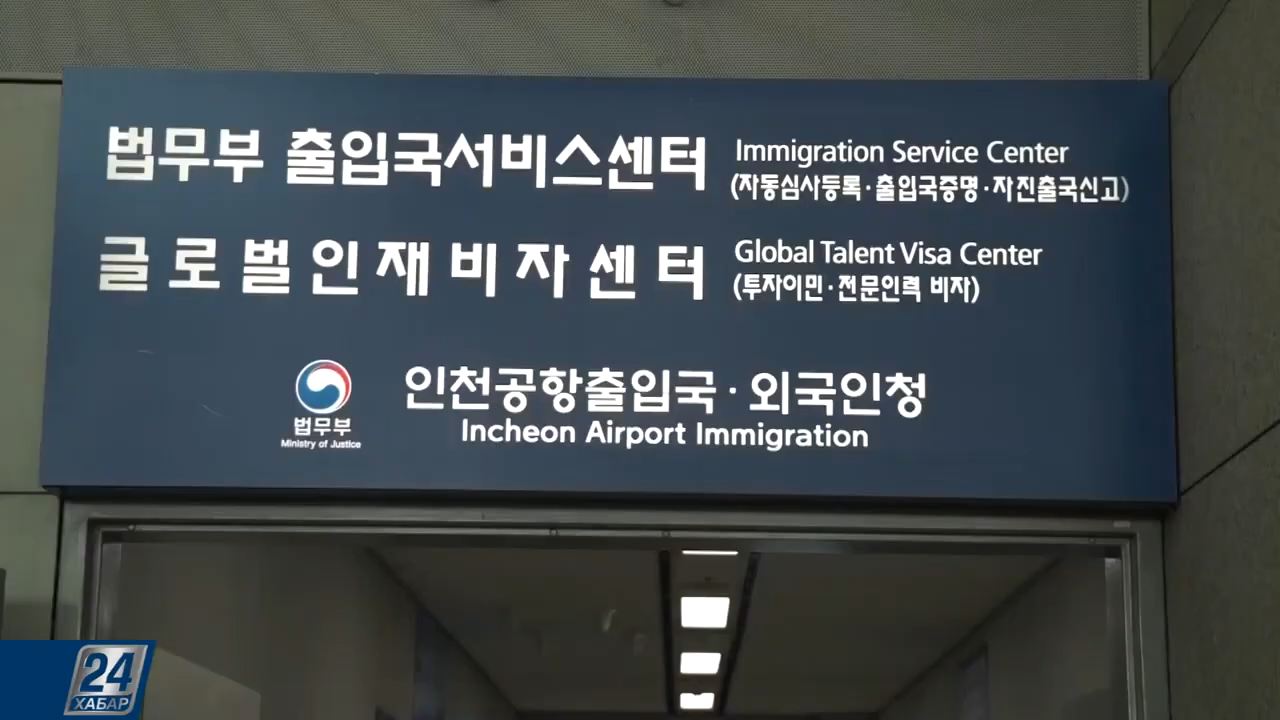 법무부 출입국서비스센터 Immigration Service Center
(자동심사등록·출입국증명·자진출국신고)
글로벌인재비자센터 Global Talent Visa Center
(투자이민·전문인력 비자)
법무부
Ministry of Justice
인천공항출입국·외국인청
Incheon Airport Immigration
24
ХАБАР